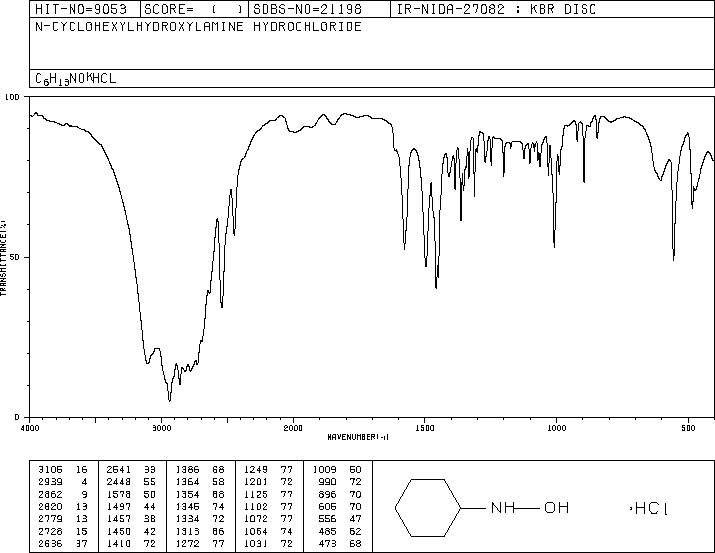 HIT-NO=9053 SCORE= ( ) SDBS-NO=21198 IR-NIDA-27082 : KBR DISC
N-CYCLOHEXYLHYDROXYLAMINE HYDROCHLORIDE
C6H13NO·HCL
100
50
0
TRANSMITTANCE(%)
4000 3000 2000 1500 1000 500
WAVENUMBER(-1)
3105 16 2541 33 1386 68 1249 77 1009 50
2939 4 2448 55 1364 58 1201 72 990 72
2862 9 1578 50 1354 68 1125 77 896 70
2820 13 1497 44 1345 74 1102 77 605 70
2779 13 1457 38 1334 72 1072 77 556 47
2728 15 1450 42 1313 66 1064 74 485 62
2636 37 1410 72 1272 77 1031 72 473 68
NH OH ·HCl